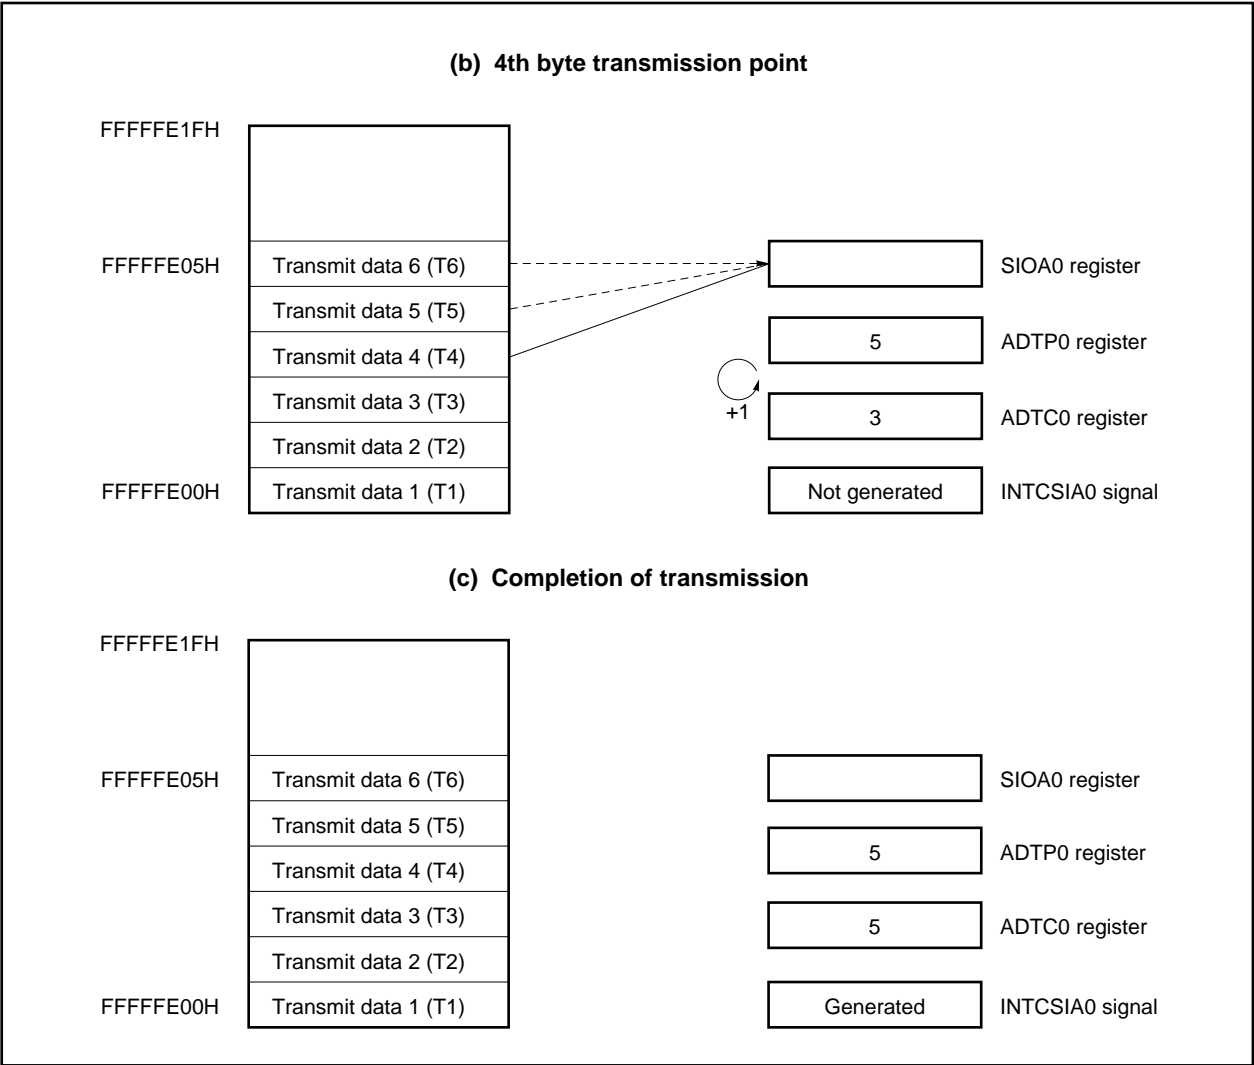 (b) 4th byte transmission point
FFFFFE1FH
FFFFFE05H Transmit data 6 (T6) SIOA0 register
Transmit data 5 (T5)
5 ADTP0 register
Transmit data 4 (T4)
Transmit data 3 (T3)
+1
3 ADTC0 register
Transmit data 2 (T2)
FFFFFE00H Transmit data 1 (T1) Not generated INTCSIA0 signal
(c) Completion of transmission
FFFFFE1FH
FFFFFE05H Transmit data 6 (T6) SIOA0 register
Transmit data 5 (T5)
5 ADTP0 register
Transmit data 4 (T4)
Transmit data 3 (T3)
5 ADTC0 register
Transmit data 2 (T2)
FFFFFE00H Transmit data 1 (T1) Generated INTCSIA0 signal